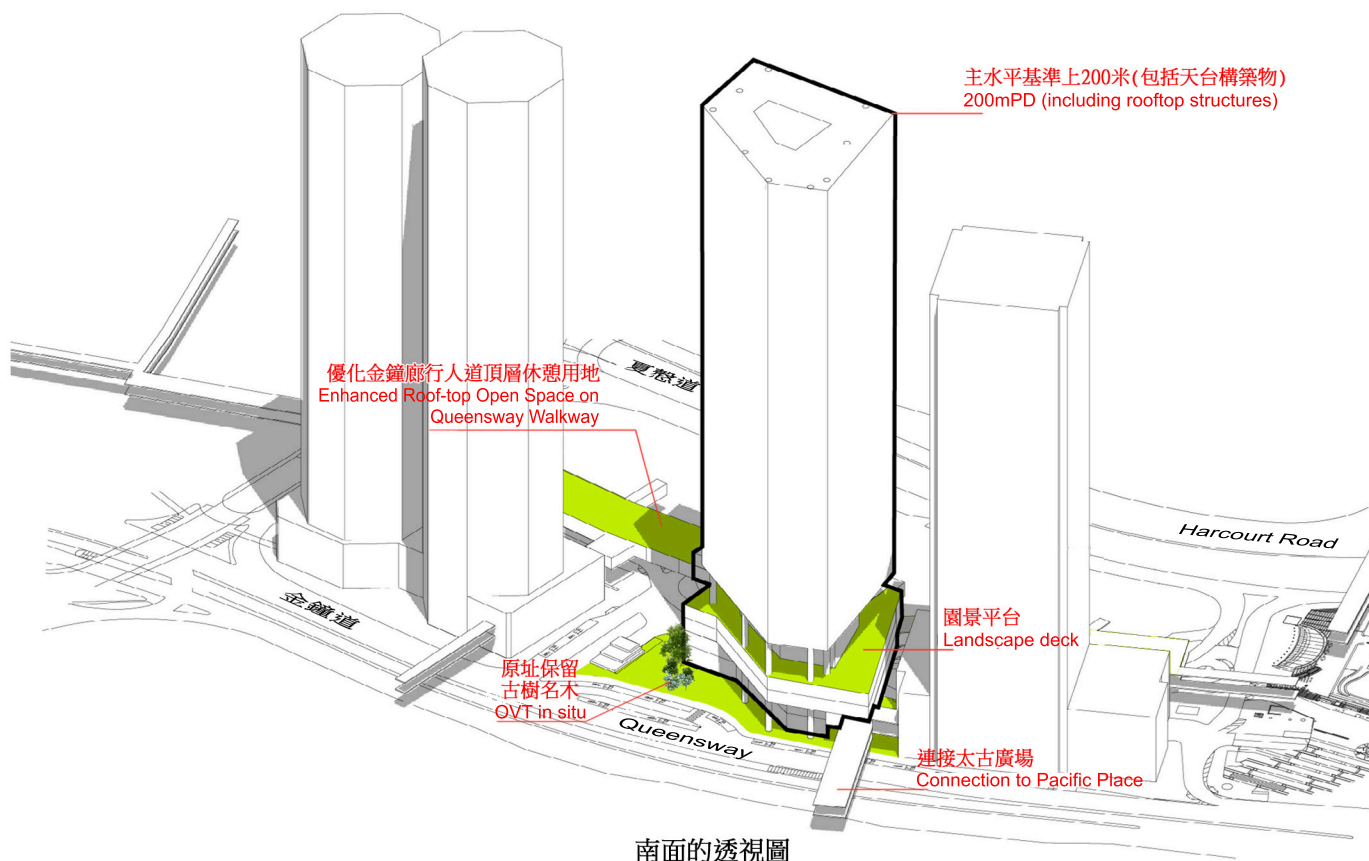 主水平基準上200米(包括天台構築物)
200mPD (including rooftop structures)
夏慤道
優化金鐘廊行人道頂層休憩用地
Enhanced Roof-top Open Space on
Queensway Walkway
Harcourt Road
金鐘道
園景平台
Landscape deck
原址保留
古樹名木
OVT in situ
Queensway
連接太古廣場
Connection to Pacific Place
南面的透視圖